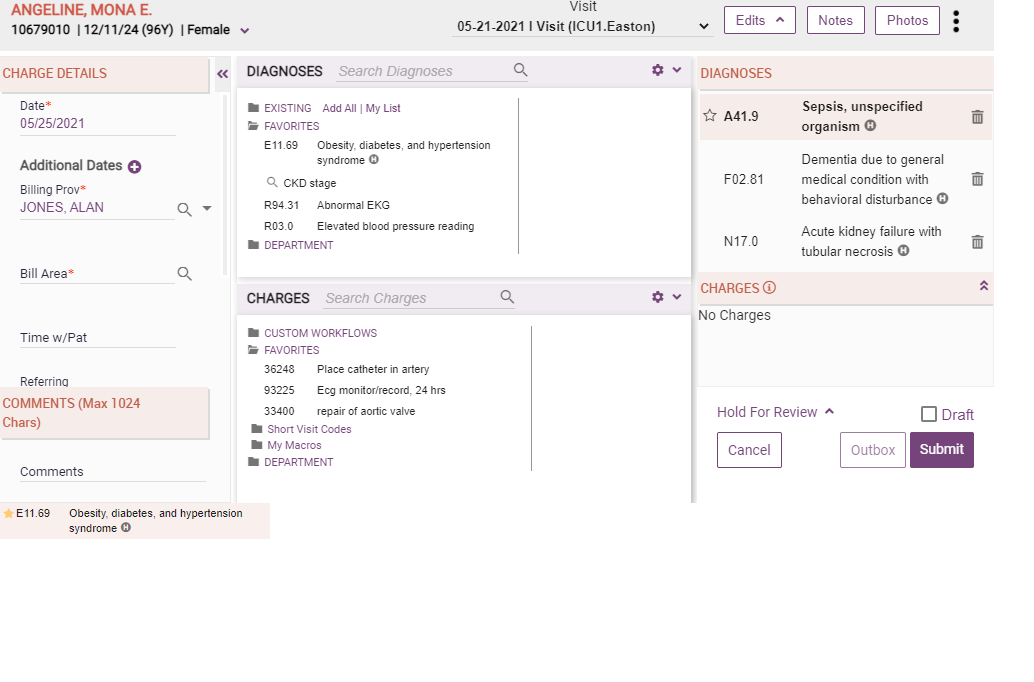 ANGELINE, MONA E.
10679010 | 12/11/24 (96Y) | Female
Visit
05-21-2021 I Visit (ICU1.Easton)
Edits
Notes
Photos
CHARGE DETAILS
Date*
05/25/2021
Additional Dates
Billing Prov*
JONES, ALAN
Bill Area*
Time w/Pat
Referring
COMMENTS (Max 1024
Chars)
Comments
DIAGNOSES Search Diagnoses
EXISTING Add All | My List
FAVORITES
E11.69 Obesity, diabetes, and hypertension
syndrome H
CKD stage
R94.31 Abnormal EKG
R03.0 Elevated blood pressure reading
DEPARTMENT
CHARGES Search Charges
CUSTOM WORKFLOWS
FAVORITES
36248 Place catheter in artery
93225 Ecg monitor/record, 24 hrs
33400 repair of aortic valve
Short Visit Codes
My Macros
DEPARTMENT
DIAGNOSES
A41.9 Sepsis, unspecified
organism H
F02.81 Dementia due to general
medical condition with
behavioral disturbance H
N17.0 Acute kidney failure with
tubular necrosis H
CHARGES
No Charges
Hold For Review
Draft
Cancel
Outbox
Submit
E11.69 Obesity, diabetes, and hypertension
syndrome H